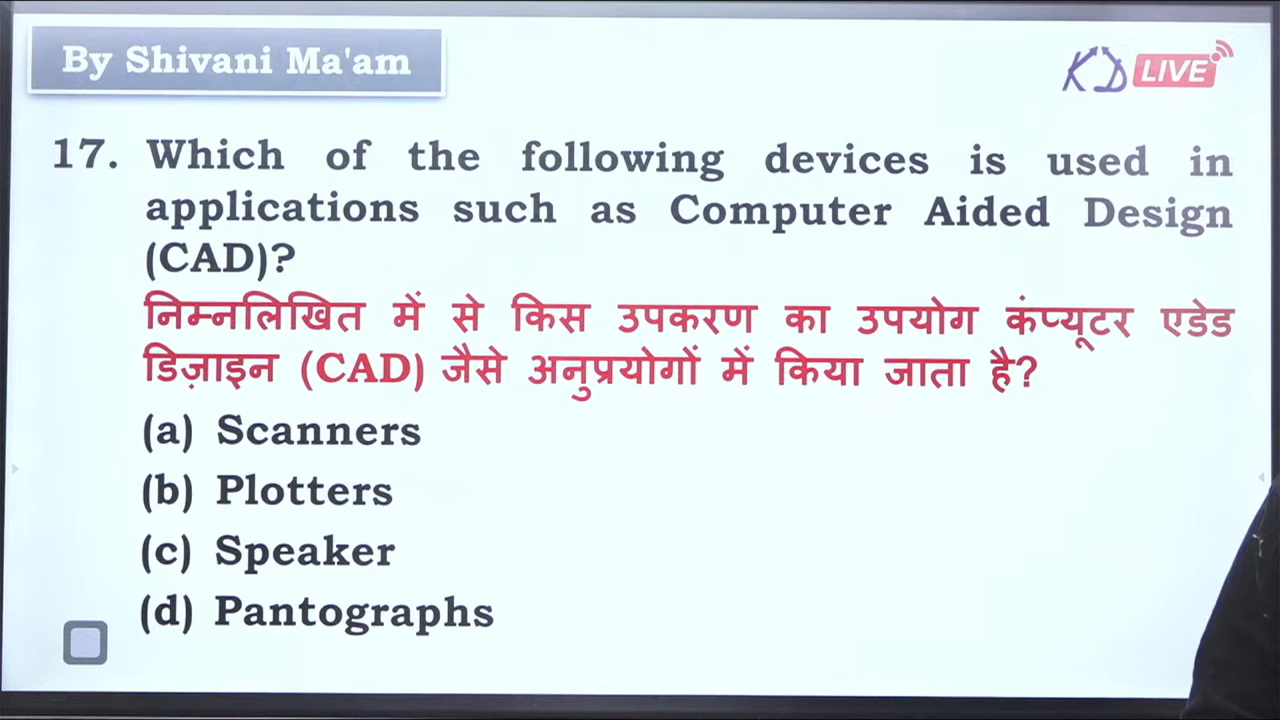 By Shivani Ma'am
KD LIVE
17. Which of the following devices is used in
applications such as Computer Aided Design
(CAD)?
निम्नलिखित में से किस उपकरण का उपयोग कंप्यूटर एडेड
डिज़ाइन (CAD) जैसे अनुप्रयोगों में किया जाता है?
(a) Scanners
(b) Plotters
(c) Speaker
(d) Pantographs